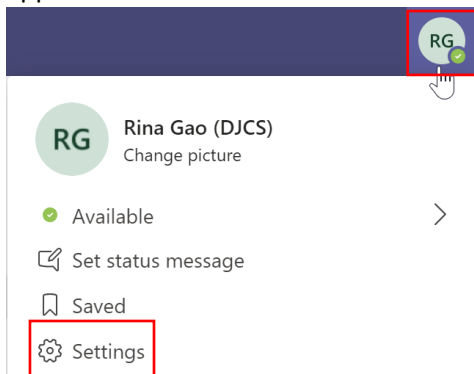 RG
RG Rina Gao (DJCS)
Change picture
Available
Set status message
Saved
Settings